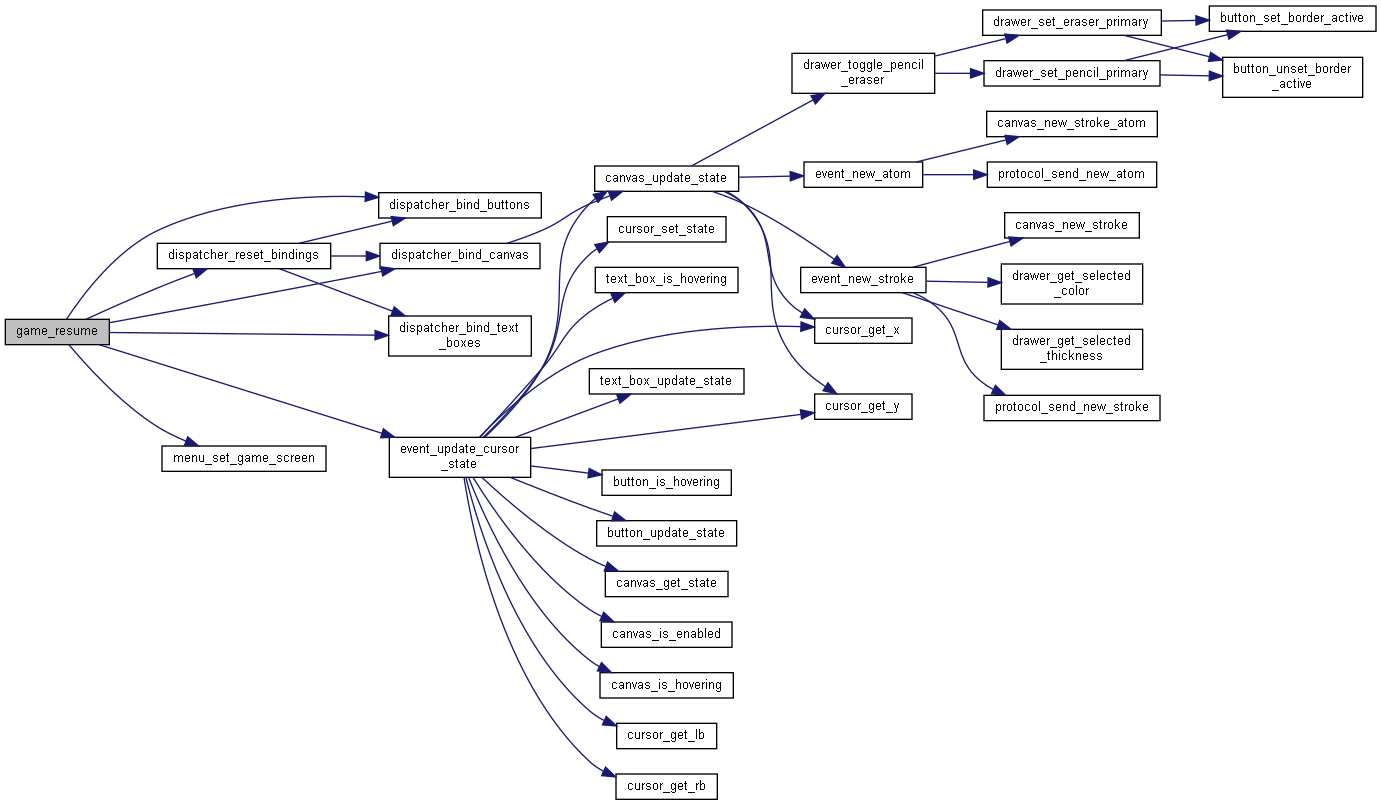 game_resume
dispatcher_reset_bindings
menu_set_game_screen
dispatcher_bind_buttons
dispatcher_bind_canvas
dispatcher_bind_text
_boxes
event_update_cursor
_state
canvas_update_state
cursor_set_state
text_box_is_hovering
text_box_update_state
button_is_hovering
button_update_state
canvas_get_state
canvas_is_enabled
canvas_is_hovering
cursor_get_lb
cursor_get_rb
drawer_toggle_pencil
_eraser
event_new_atom
event_new_stroke
cursor_get_x
cursor_get_y
drawer_set_eraser_primary
drawer_set_pencil_primary
canvas_new_stroke_atom
protocol_send_new_atom
canvas_new_stroke
drawer_get_selected
_color
drawer_get_selected
_thickness
protocol_send_new_stroke
button_set_border_active
button_unset_border
_active